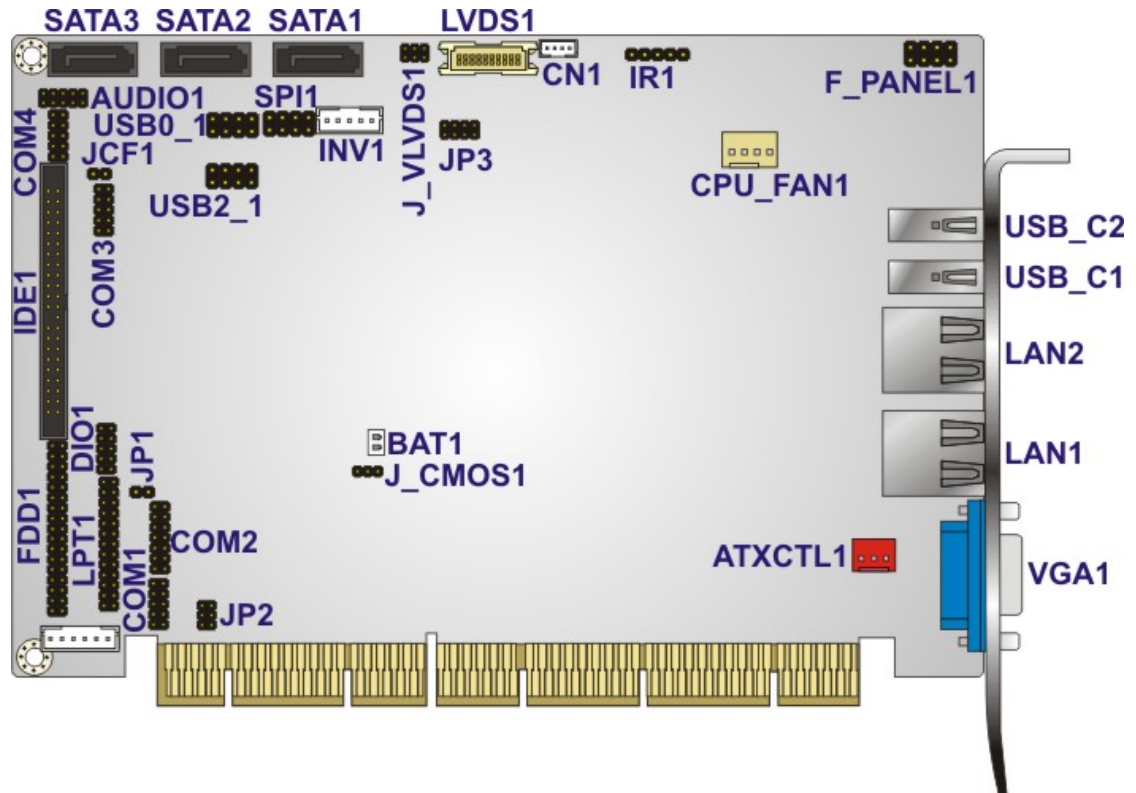 SATA3 SATA2 SATA1 LVDS1
CN1 IR1 F_PANEL1
AUDIO1 SPI1
COM4 USB0_1
JCF1 INV1 J_VLVDS1 JP3
CPU_FAN1
USB2_1
USB_C2
COM3 IDE1
USB_C1
LAN2
DIO1 JP1 BAT1
J_CMOS1
LAN1
FDD1 LPT1 COM1 COM2
ATXCTL1
VGA1
JP2